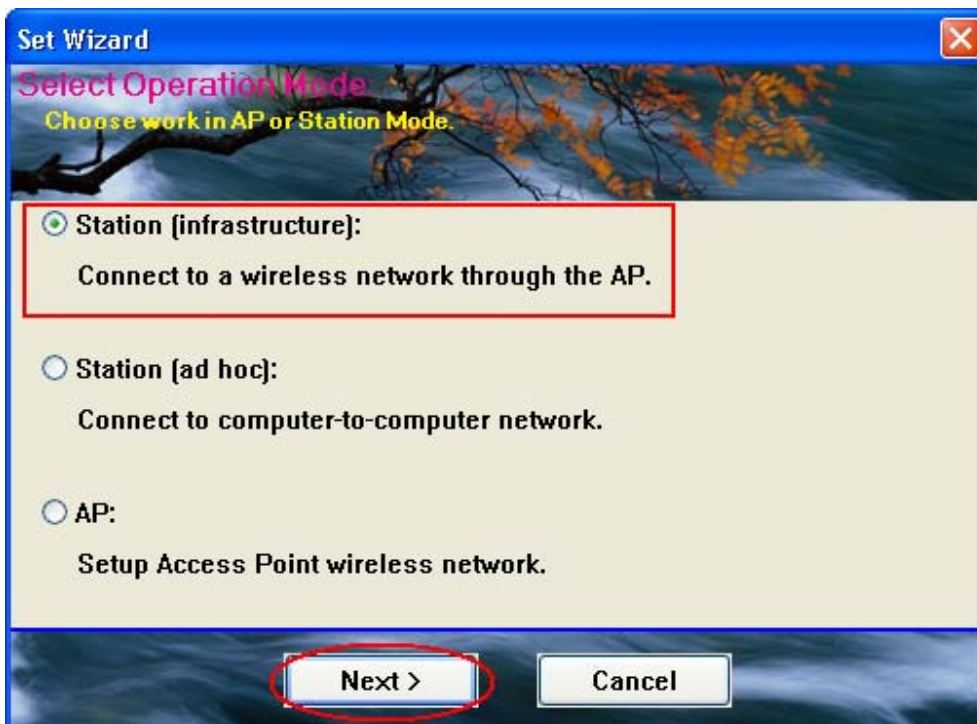 Set Wizard
Select Operation Mode:
Choose work in AP or Station Mode.
Station (infrastructure):
Connect to a wireless network through the AP.
Station (ad hoc):
Connect to computer-to-computer network.
AP:
Setup Access Point wireless network.
Next >
Cancel